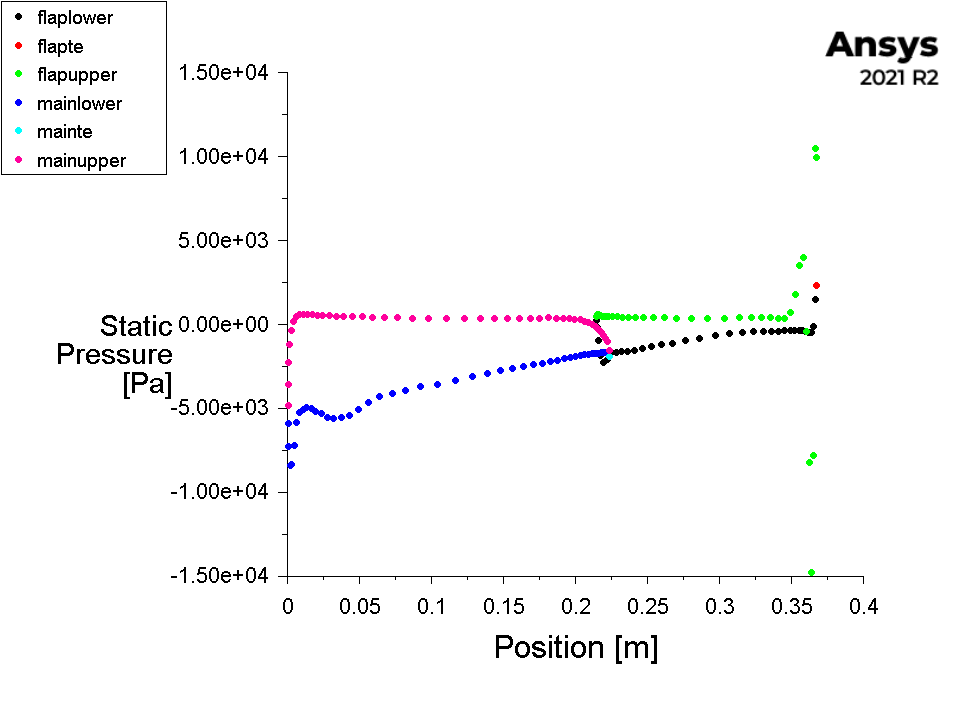 flaplower
flapte
flapupper
mainlower
mainte
mainupper
Ansys
2021 R2
1.50e+04
1.00e+04
5.00e+03
0.00e+00
-5.00e+03
-1.00e+04
-1.50e+04
Static
Pressure
[Pa]
0 0.05 0.1 0.15 0.2 0.25 0.3 0.35 0.4
Position [m]